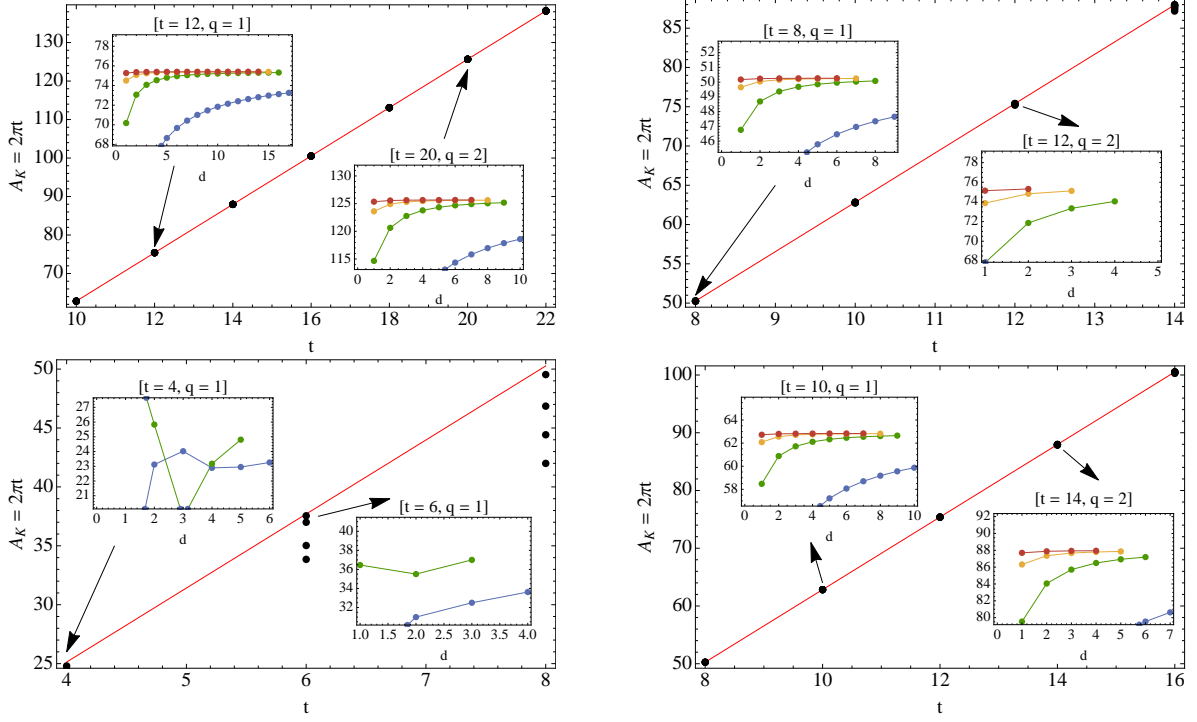 [t = 12, q = 1]
78
76
74
72
70
68
0 5 10 15
d
[t = 20, q = 2]
130
125
120
115
0 2 4 6 8 10
d
130
120
110
100
90
80
70
A_K = 2πt
10 12 14 16 18 20 22
t
[t = 8, q = 1]
52
51
50
49
48
47
46
0 2 4 6 8
d
[t = 12, q = 2]
78
76
74
72
70
68
1 2 3 4 5
d
85
80
75
70
65
60
55
50
A_K = 2πt
8 10 12 14
t
[t = 4, q = 1]
27
26
25
24
23
22
21
0 1 2 3 4 5 6
d
[t = 6, q = 1]
40
38
36
34
32
1.0 1.5 2.0 2.5 3.0 3.5 4.0
d
50
45
40
35
30
25
A_K = 2πt
4 5 6 7 8
t
[t = 10, q = 1]
64
62
60
58
0 2 4 6 8 10
d
[t = 14, q = 2]
92
90
88
86
84
82
80
0 1 2 3 4 5 6 7
d
100
90
80
70
60
50
A_K = 2πt
8 10 12 14 16
t